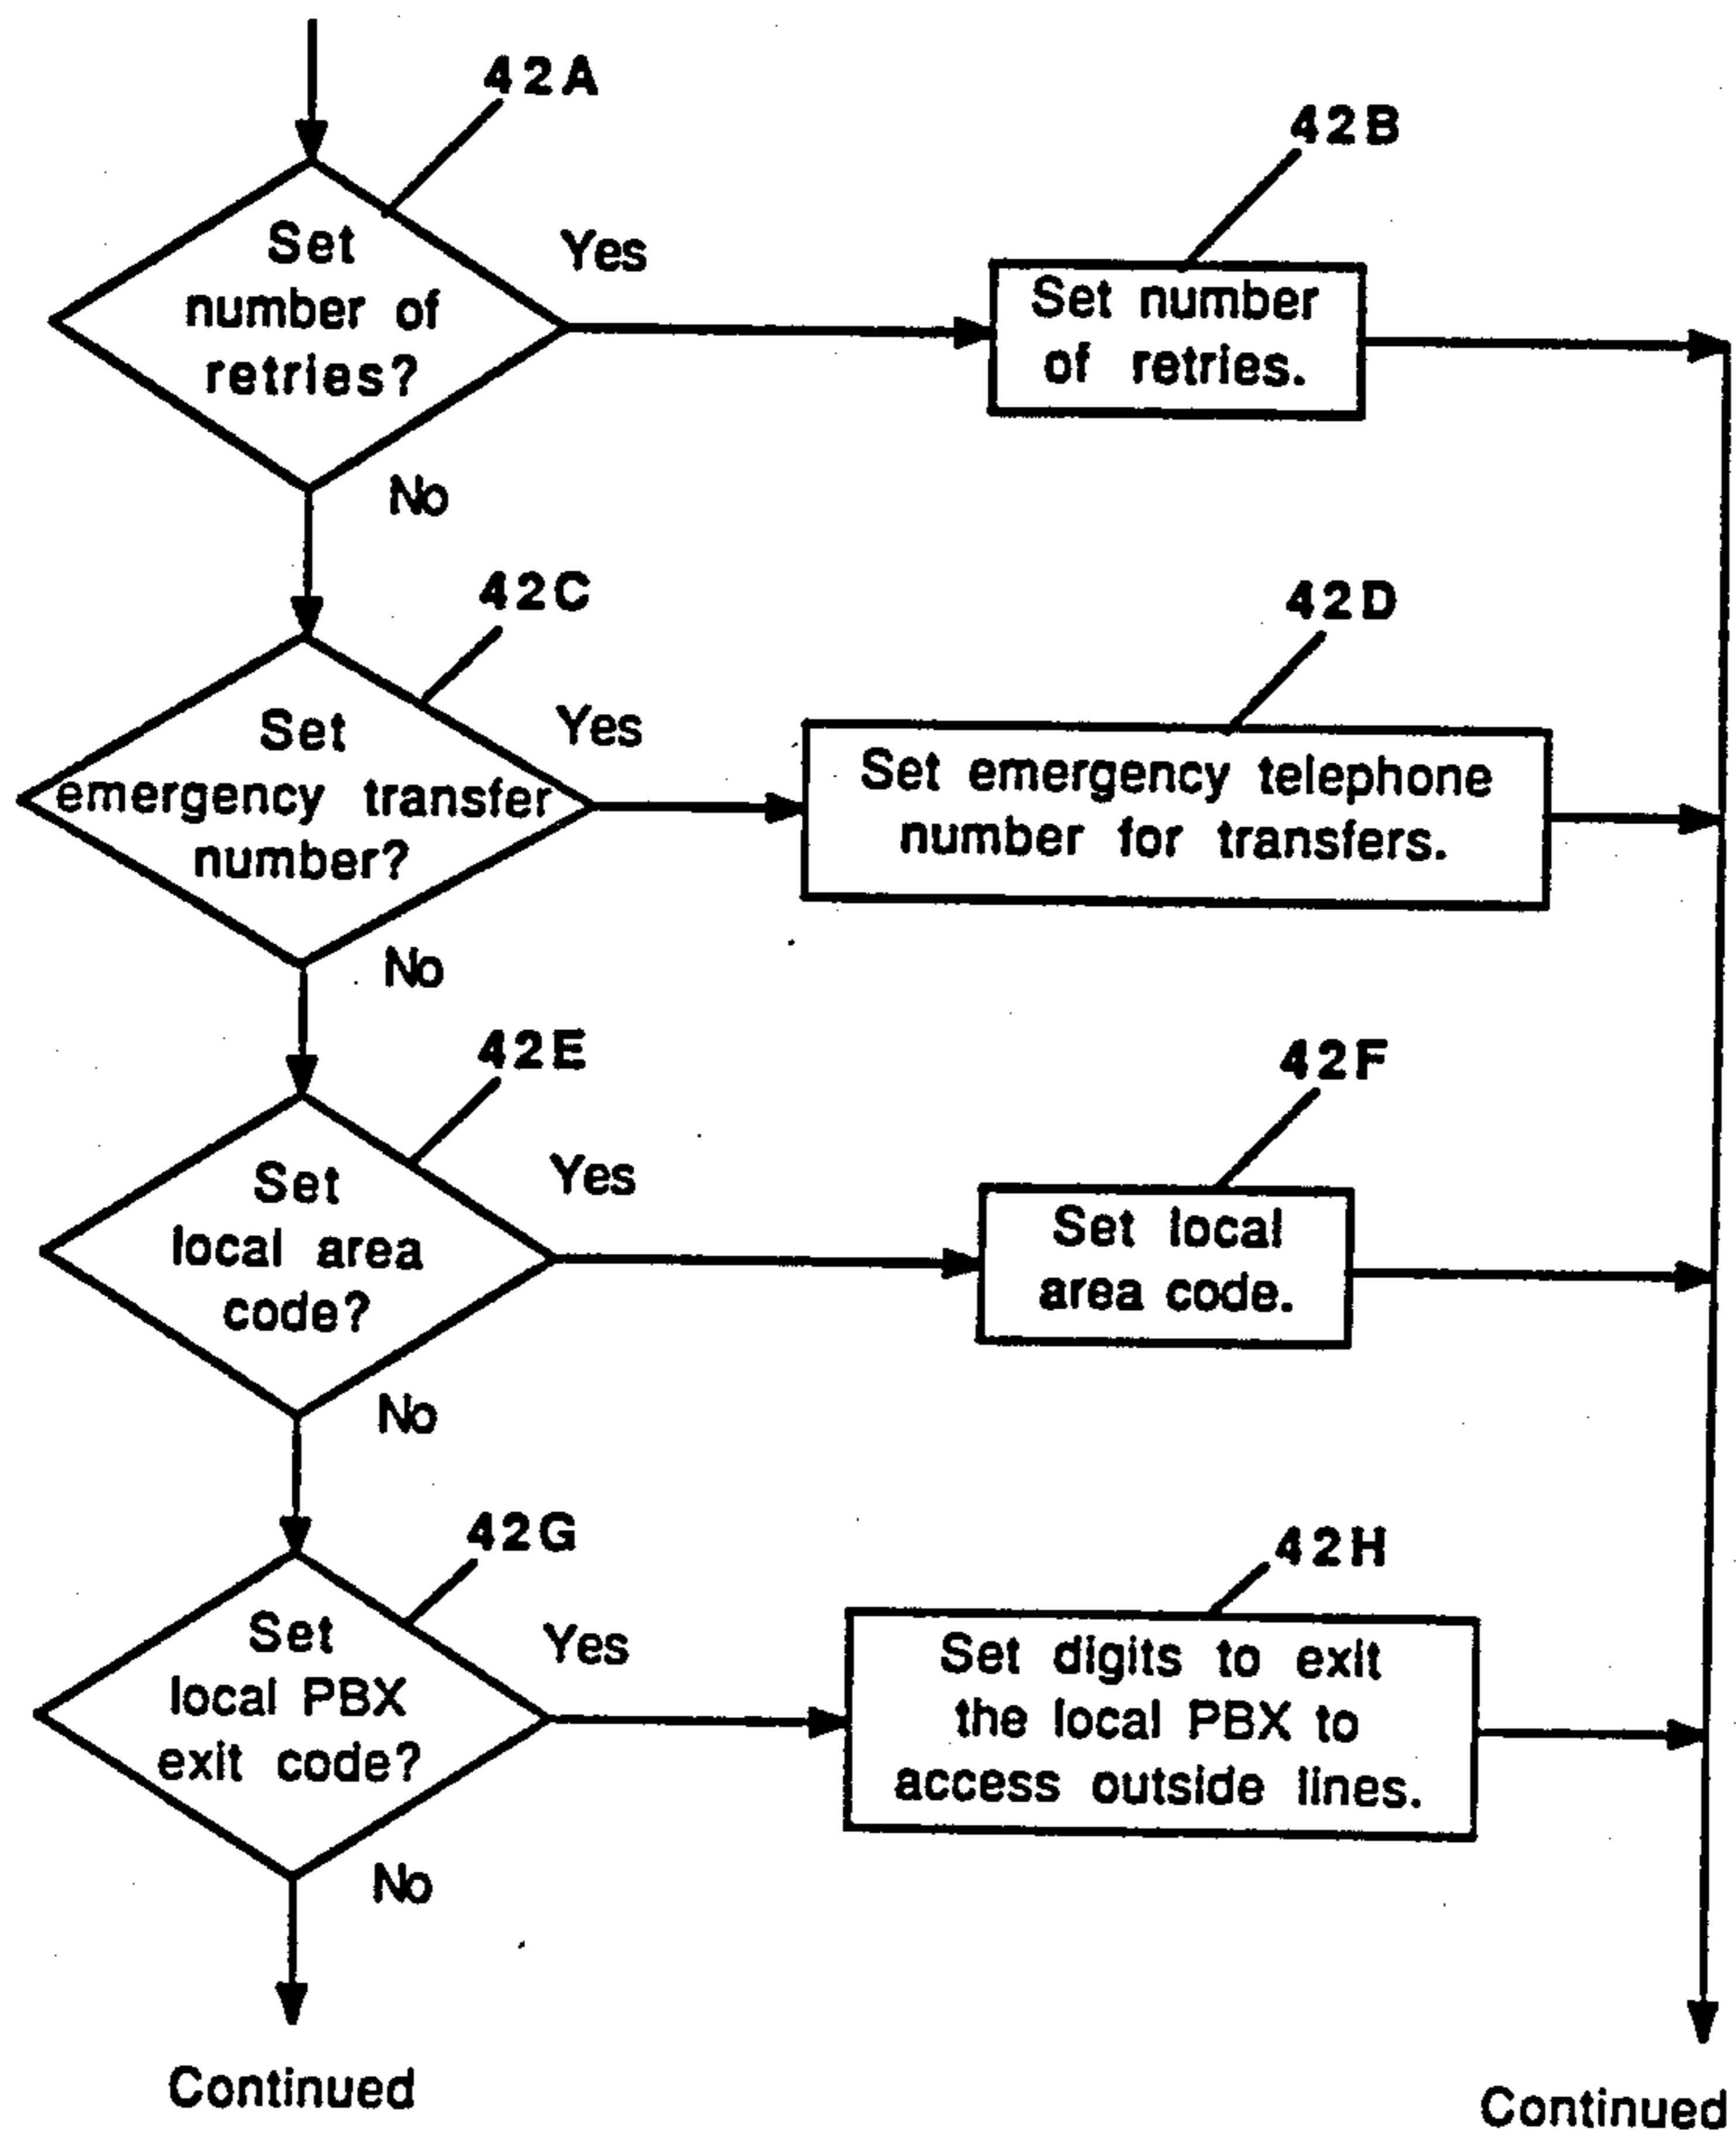 42A
42B
Set
number of
retries?
Yes
Set number
of retries.
No
42C
42D
Set
emergency transfer
number?
Yes
Set emergency telephone
number for transfers.
No
42E
42F
Set
local area
code?
Yes
Set local
area code.
No
42G
42H
Set
local PBX
exit code?
Yes
Set digits to exit
the local PBX to
access outside lines.
No
Continued
Continued